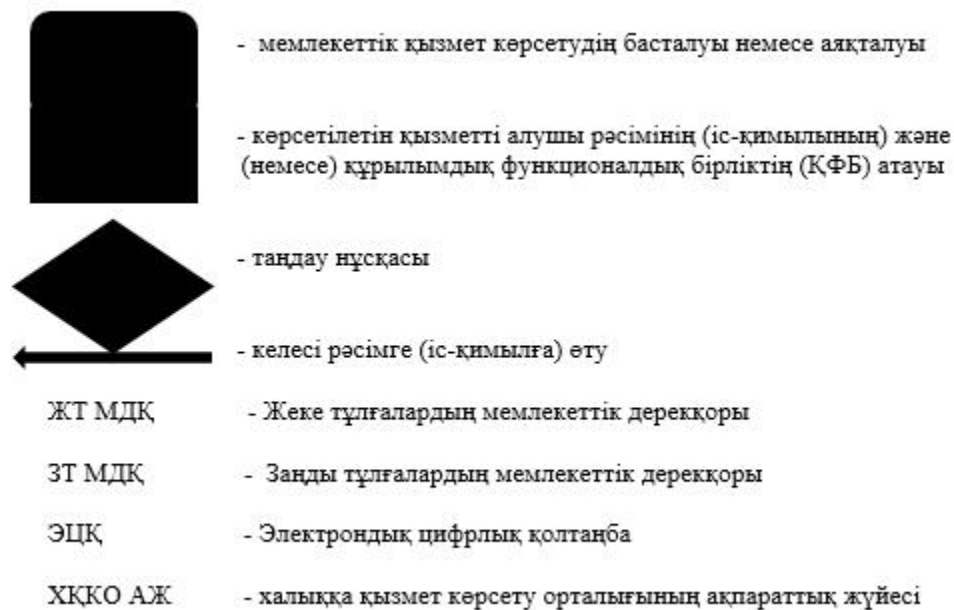 - мемлекеттік қызмет көрсетудің басталуы немесе аяқталуы
- көрсетілетін қызметті алушы рәсімінің (іс-қимылының) және
(немесе) құрылымдық функционалдық бірліктің (ҚФБ) атауы
- таңдау нұсқасы
- келесі рәсімге (іс-қимылға) өту
ЖТ МДҚ - Жеке тұлғалардың мемлекеттік дерекқоры
ЗТ МДҚ - Заңды тұлғалардың мемлекеттік дерекқоры
ЭЦҚ - Электрондық цифрлық қолтаңба
ХҚКО АЖ - халыққа қызмет көрсету орталығының ақпараттық жүйесі